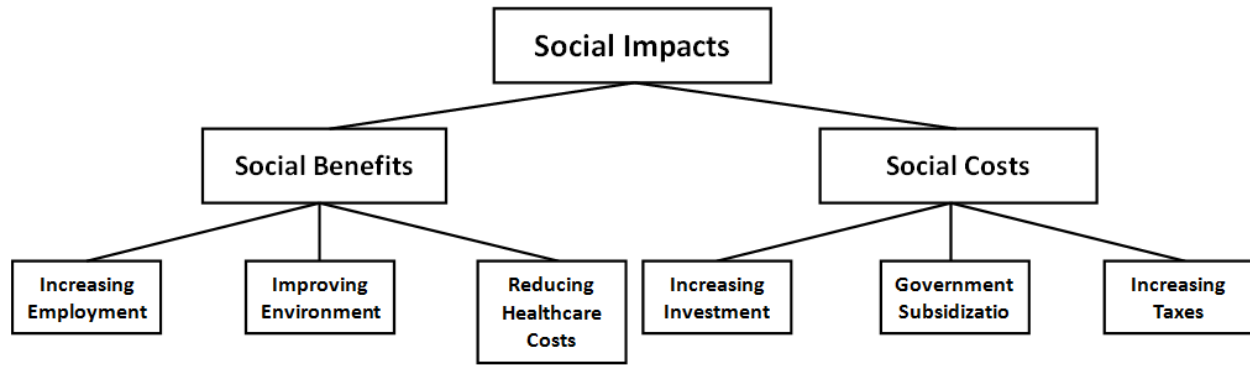 Social Impacts
Social Benefits
Social Costs
Increasing
Employment
Improving
Environment
Reducing
Healthcare
Costs
Increasing
Investment
Government
Subsidizatio
Increasing
Taxes